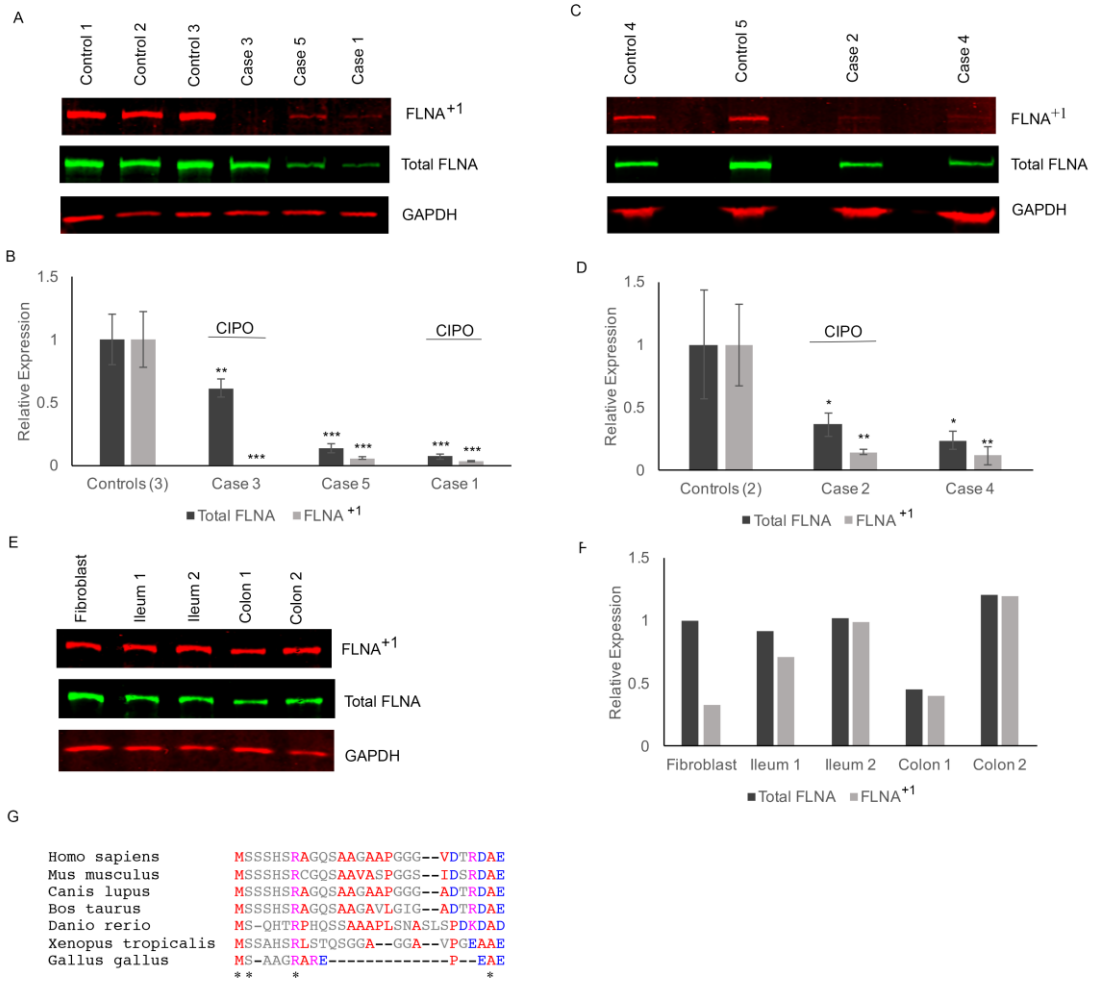 A
Control 1
Control 2
Control 3
Case 3
Case 5
Case 1
FLNA+1
Total FLNA
GAPDH
C
Control 4
Control 5
Case 2
Case 4
FLNA+1
Total FLNA
GAPDH
B
Relative Expression
1.5
1
0.5
0
CIPO
CIPO
**
***
***
***
***
***
Controls (3) Case 3 Case 5 Case 1
Total FLNA FLNA+1
D
Relative Expression
1.5
1
0.5
0
CIPO
*
**
*
**
Controls (2) Case 2 Case 4
Total FLNA FLNA+1
E
Fibroblast
Ileum 1
Ileum 2
Colon 1
Colon 2
FLNA+1
Total FLNA
GAPDH
F
Relative Expession
1.5
1
0.5
0
Fibroblast Ileum 1 Ileum 2 Colon 1 Colon 2
Total FLNA FLNA+1
G
Homo sapiens MSSSHSRAGQSAAGAAPGGG--VDTRDAE
Mus musculus MSSSHSRCGQSAAVASPGGS-IDSRDAE
Canis lupus MSSSHSRAGQSAAGAAPGGG-ADTRDAE
Bos taurus MSSSHSRAGQSAAGAVLGIG-ADTRDAE
Danio rerio MS-QHTRPHQSSAAAPLSNASLSPDKDAD
Xenopus tropicalis MSSAHSRLSTQSGGA--GGA-VPGEAAE
Gallus gallus MS-AAGRARE---------------P--EAE
** * *